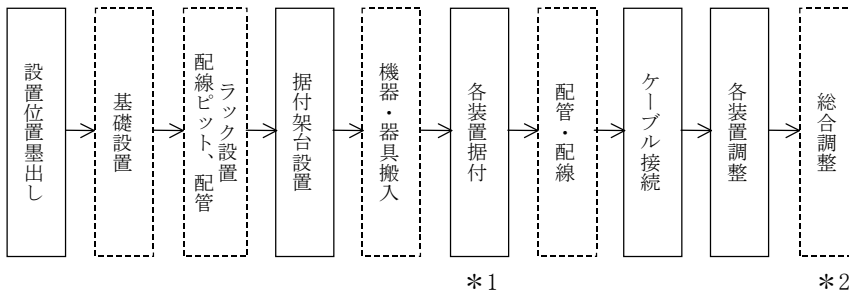 設置位置墨出し
基礎設置
ラック設置
配線ピット、配管
据付架台設置
機器・器具搬入
各装置据付
配管・配線
ケーブル接続
各装置調整
総合調整
＊1
＊2